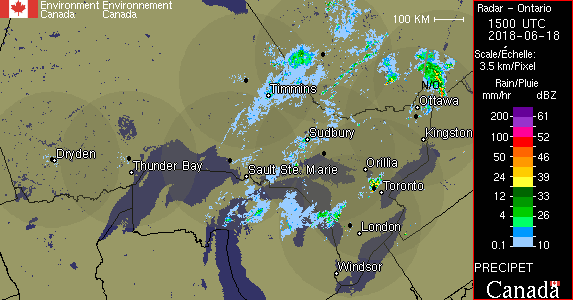 Environment Environnement
Canada Canada
100 KM
Radar - Ontario
1500 UTC
2018-06-18
Scale/Échelle:
3.5 km/Pixel
Rain/Pluie
mm/hr dBZ
200 61
100 52
50 46
24 39
12 33
4 26
0.1 10
PRECIPET
Canada
N/O
Timmins
Ottawa
Sudbury
Kingston
Dryden
Thunder Bay
Sault Ste. Marie
Orillia
Toronto
London
Windsor